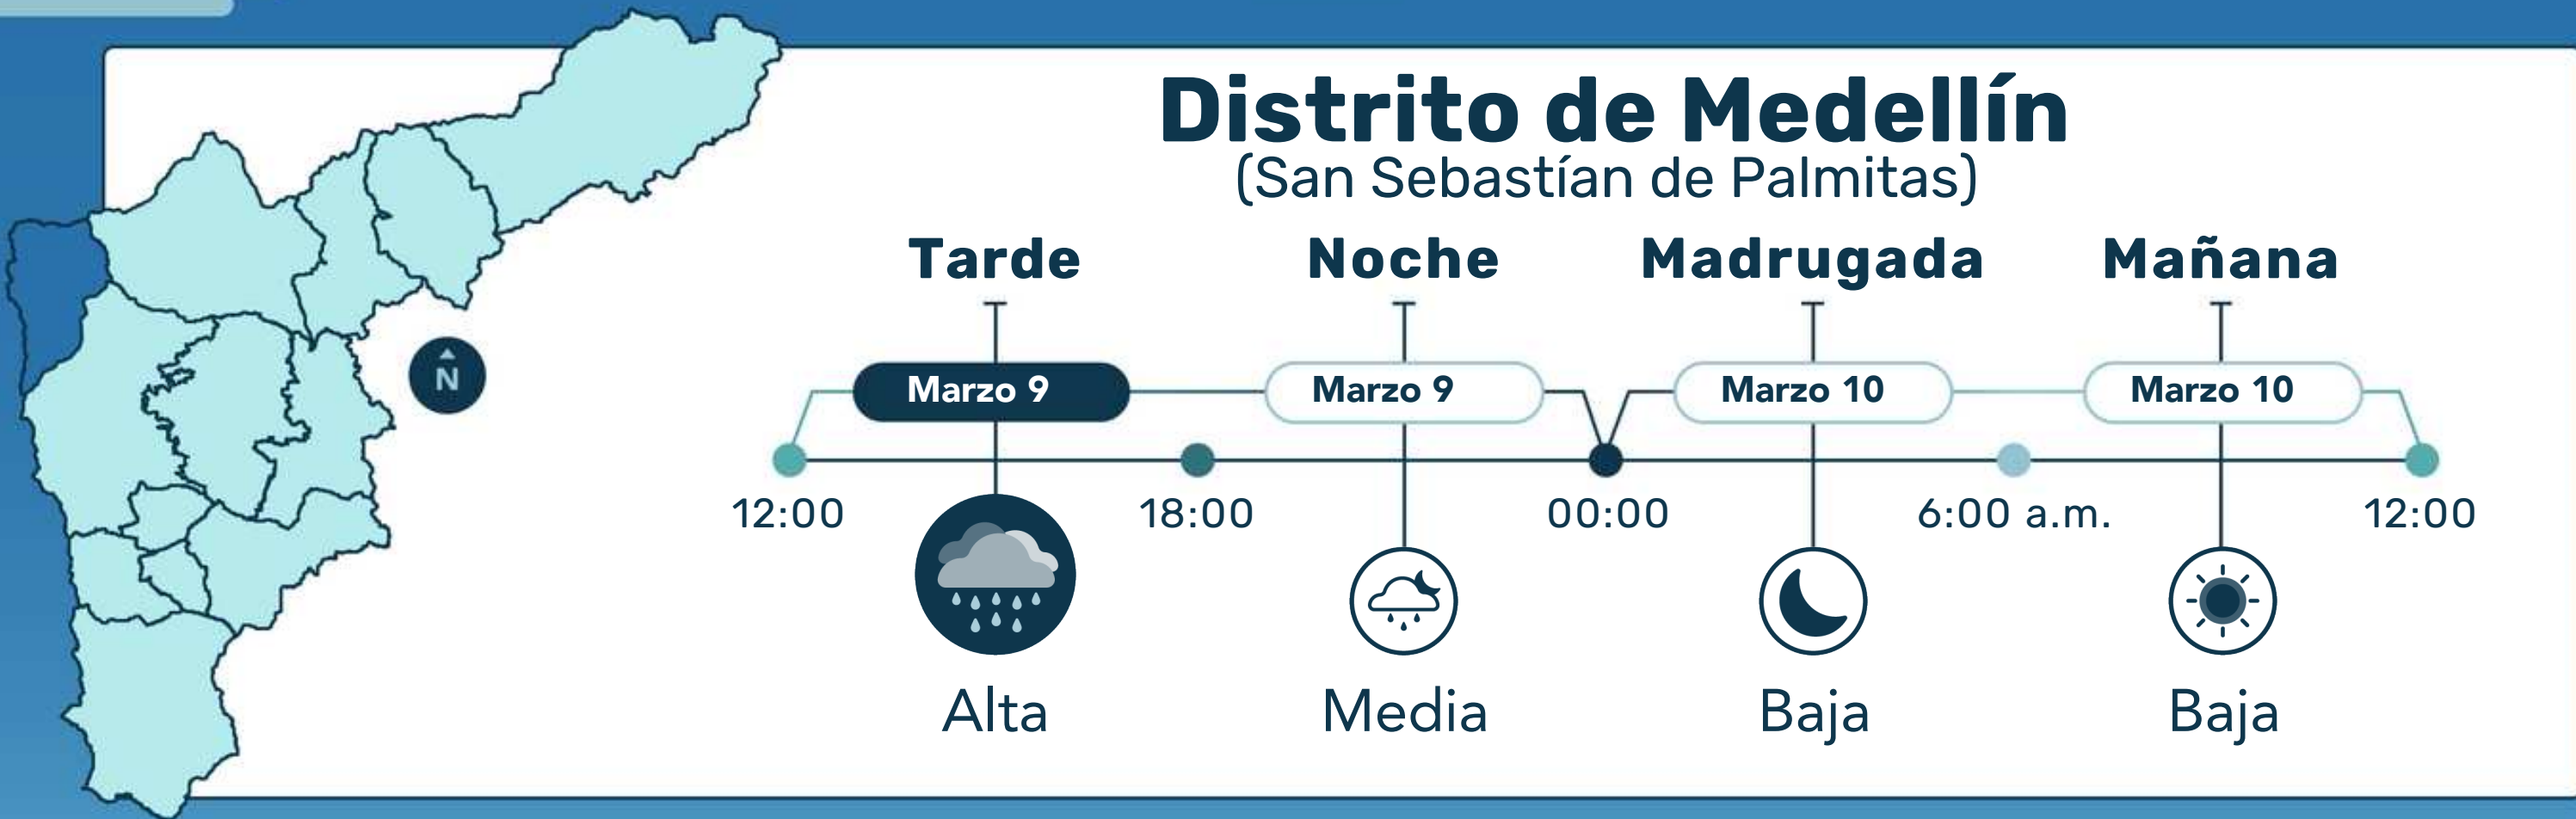 Distrito de Medellín
(San Sebastían de Palmitas)
Tarde Noche Madrugada Mañana
Marzo 9 Marzo 9 Marzo 10 Marzo 10
N
12:00 18:00 00:00 6:00 a.m. 12:00
Alta Media Baja Baja